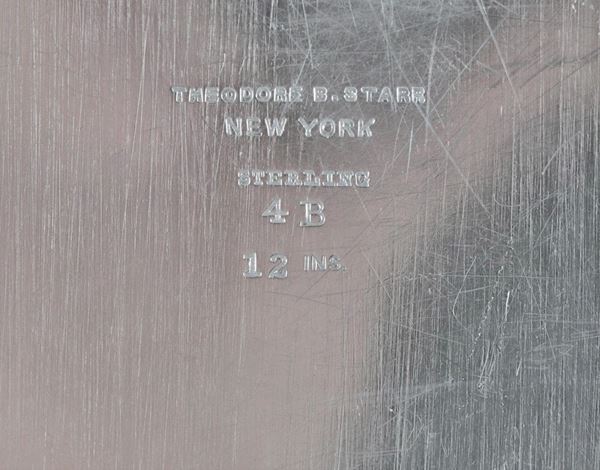 THEODORE B. STARR
NEW YORK
STERLING
4 B
12 INS.